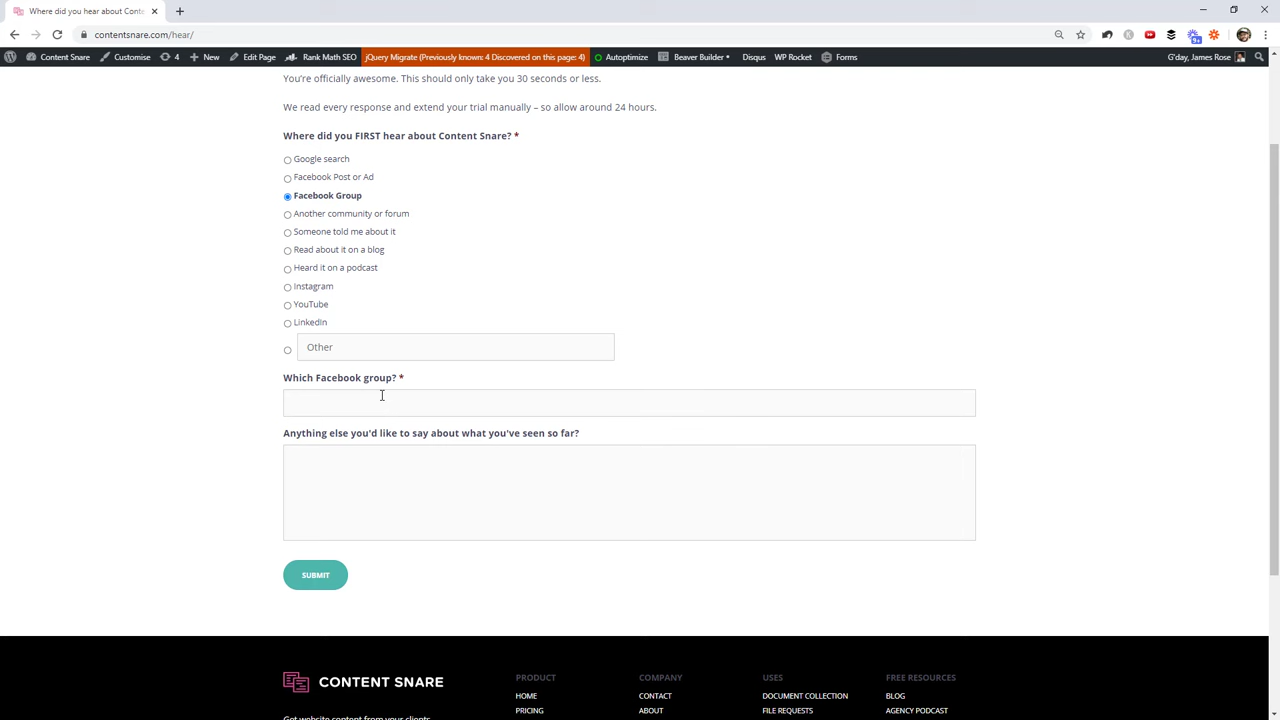 Where did you hear about Conte
contentsnare.com/hear/
Content Snare
Customise
4
New
Edit Page
Rank Math SEO
jQuery Migrate (Previously known: 4 Discovered on this page: 4)
Autoptimize
Beaver Builder
Disqus
WP Rocket
Forms
G'day, James Rose
You're officially awesome. This should only take you 30 seconds or less.
We read every response and extend your trial manually – so allow around 24 hours.
Where did you FIRST hear about Content Snare? *
Google search
Facebook Post or Ad
Facebook Group
Another community or forum
Someone told me about it
Read about it on a blog
Heard it on a podcast
Instagram
YouTube
LinkedIn
Other
Which Facebook group? *
Anything else you'd like to say about what you've seen so far?
SUBMIT
CONTENT SNARE
Get website content from your clients
PRODUCT
HOME
PRICING
COMPANY
CONTACT
ABOUT
USES
DOCUMENT COLLECTION
FILE REQUESTS
FREE RESOURCES
BLOG
AGENCY PODCAST